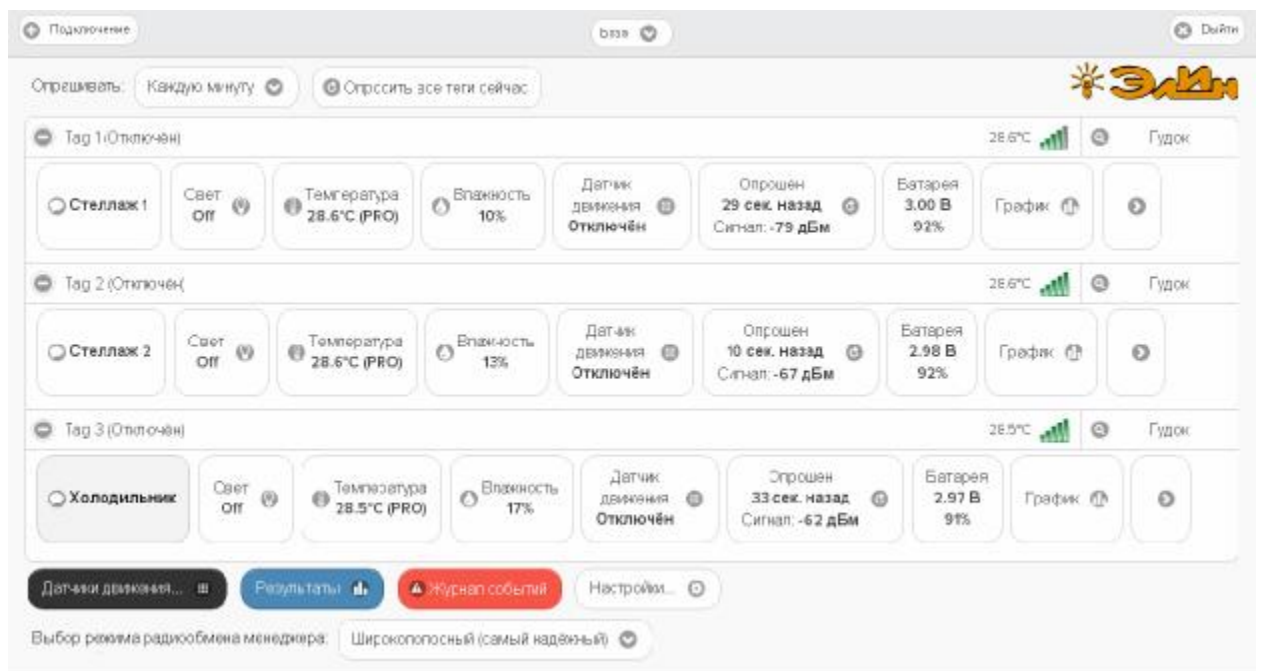 Подключение
база
Выйти
Опрешивать: Каждую минуту Опросить все теги сейчас
ЭлИн
Tag 1 (Отключён) 28.6°C Гудок
Стеллаж 1
Свет
Off
Температура
28.6°C (PRO)
Влажность
10%
Датчик
движения
Отключён
Опрошен
29 сек. назад
Сигнал: -79 дБм
Батарея
3.00 В
92%
График
Tag 2 (Отключён( 28.6°C Гудок
Стеллаж 2
Свет
Off
Температура
28.6°C (PRO)
Влажность
13%
Датчик
движения
Отключён
Опрошен
10 сек. назад
Сигнал: -67 дБм
Батарея
2.98 В
92%
График
Tag 3 (Отключён) 28.5°C Гудок
Холодильник
Свет
Off
Температура
28.5°C (PRO)
Влажность
17%
Датчик
движения
Отключён
Опрошен
33 сек. назад
Сигнал: -62 дБм
Батарея
2.97 В
91%
График
Датчики движения... Результаты Журнал событий Настройки...
Выбор режима радиообмена менеджера: Широкополосный (самый надёжный)